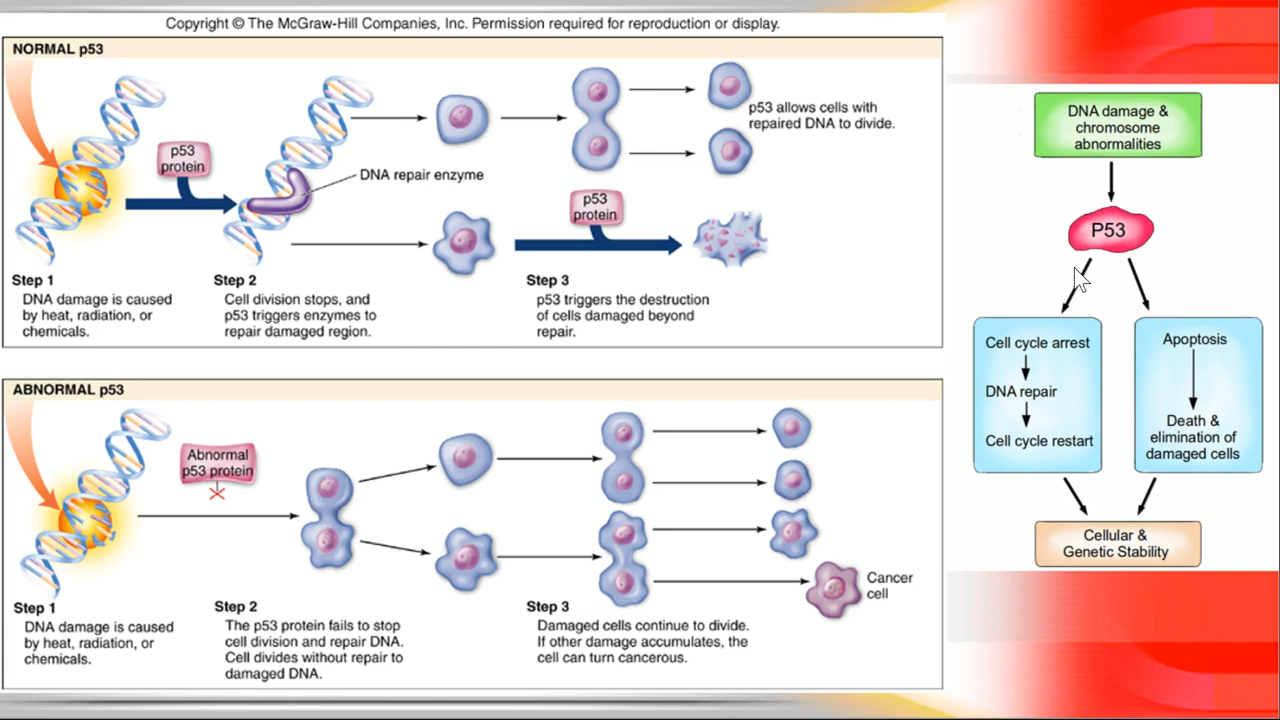 Copyright © The McGraw-Hill Companies, Inc. Permission required for reproduction or display.
NORMAL p53
p53
protein
DNA repair enzyme
p53 allows cells with
repaired DNA to divide.
p53
protein
Step 1
DNA damage is caused
by heat, radiation, or
chemicals.
Step 2
Cell division stops, and
p53 triggers enzymes to
repair damaged region.
Step 3
p53 triggers the destruction
of cells damaged beyond
repair.
ABNORMAL p53
Abnormal
p53 protein
Cancer
cell
Step 1
DNA damage is caused
by heat, radiation, or
chemicals.
Step 2
The p53 protein fails to stop
cell division and repair DNA.
Cell divides without repair to
damaged DNA.
Step 3
Damaged cells continue to divide.
If other damage accumulates, the
cell can turn cancerous.
DNA damage &
chromosome
abnormalities
P53
Cell cycle arrest
DNA repair
Cell cycle restart
Apoptosis
Death &
elimination of
damaged cells
Cellular &
Genetic Stability